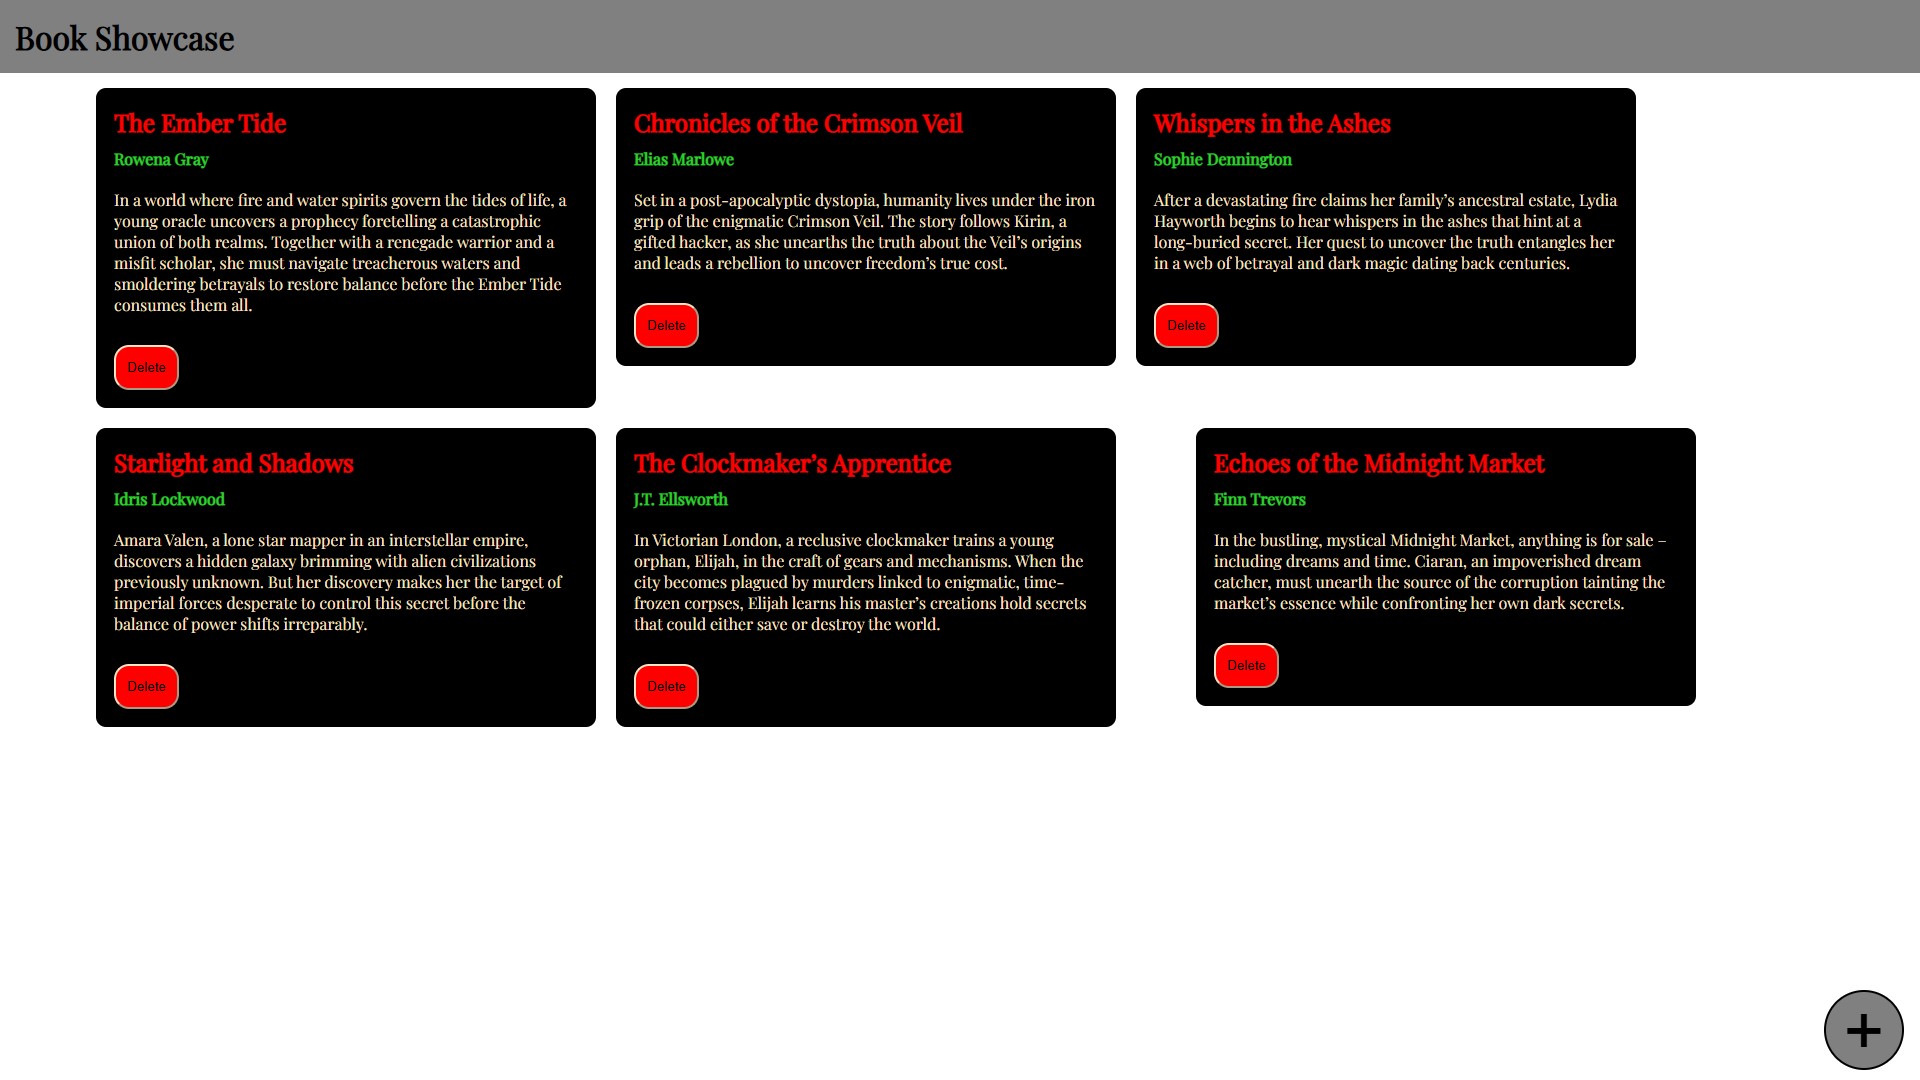 Book Showcase
The Ember Tide
Rowena Gray
In a world where fire and water spirits govern the tides of life, a
young oracle uncovers a prophecy foretelling a catastrophic
union of both realms. Together with a renegade warrior and a
misfit scholar, she must navigate treacherous waters and
smoldering betrayals to restore balance before the Ember Tide
consumes them all.
Delete
Chronicles of the Crimson Veil
Elias Marlowe
Set in a post-apocalyptic dystopia, humanity lives under the iron
grip of the enigmatic Crimson Veil. The story follows Kirin, a
gifted hacker, as she unearths the truth about the Veil’s origins
and leads a rebellion to uncover freedom’s true cost.
Delete
Whispers in the Ashes
Sophie Dennington
After a devastating fire claims her family’s ancestral estate, Lydia
Hayworth begins to hear whispers in the ashes that hint at a
long-buried secret. Her quest to uncover the truth entangles her
in a web of betrayal and dark magic dating back centuries.
Delete
Starlight and Shadows
Idris Lockwood
Amara Valen, a lone star mapper in an interstellar empire,
discovers a hidden galaxy brimming with alien civilizations
previously unknown. But her discovery makes her the target of
imperial forces desperate to control this secret before the
balance of power shifts irreparably.
Delete
The Clockmaker’s Apprentice
J.T. Ellsworth
In Victorian London, a reclusive clockmaker trains a young
orphan, Elijah, in the craft of gears and mechanisms. When the
city becomes plagued by murders linked to enigmatic, time-
frozen corpses, Elijah learns his master’s creations hold secrets
that could either save or destroy the world.
Delete
Echoes of the Midnight Market
Finn Trevors
In the bustling, mystical Midnight Market, anything is for sale –
including dreams and time. Ciaran, an impoverished dream
catcher, must unearth the source of the corruption tainting the
market’s essence while confronting her own dark secrets.
Delete
+